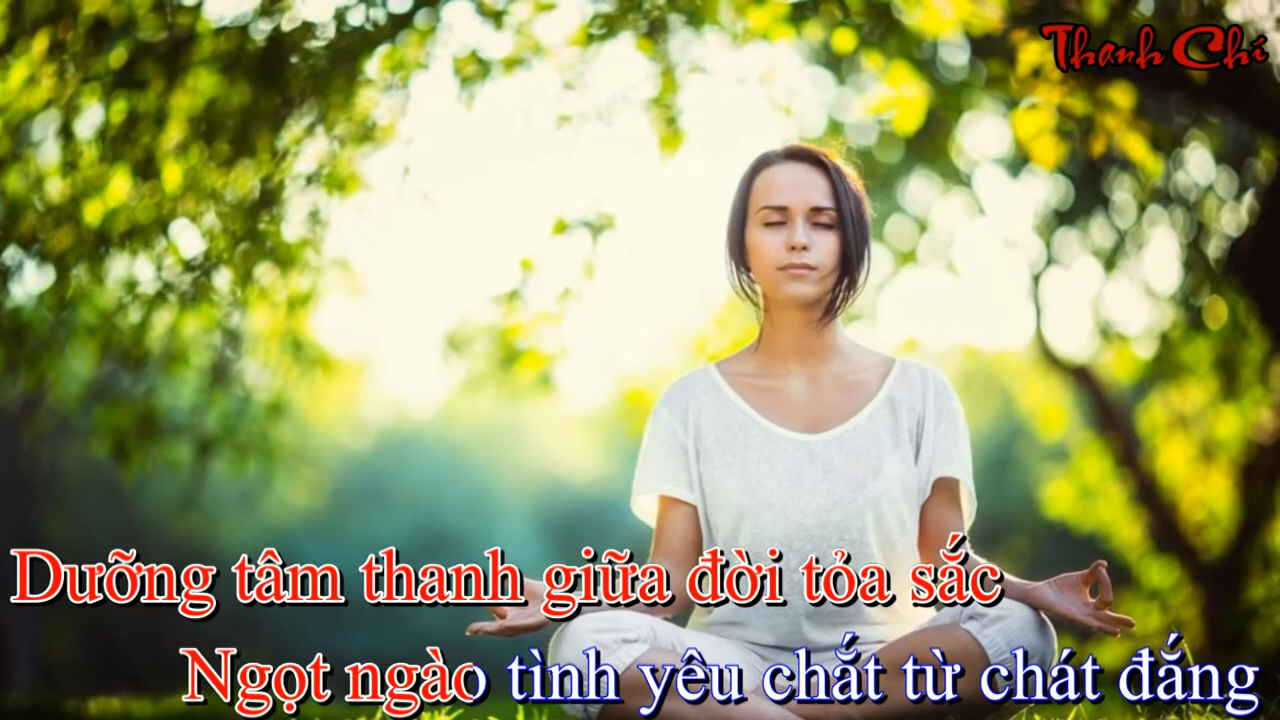 Thanh Chí
Dưỡng tâm thanh giữa đời tỏa sắc
Ngọt ngào tình yêu chắt từ chát đắng